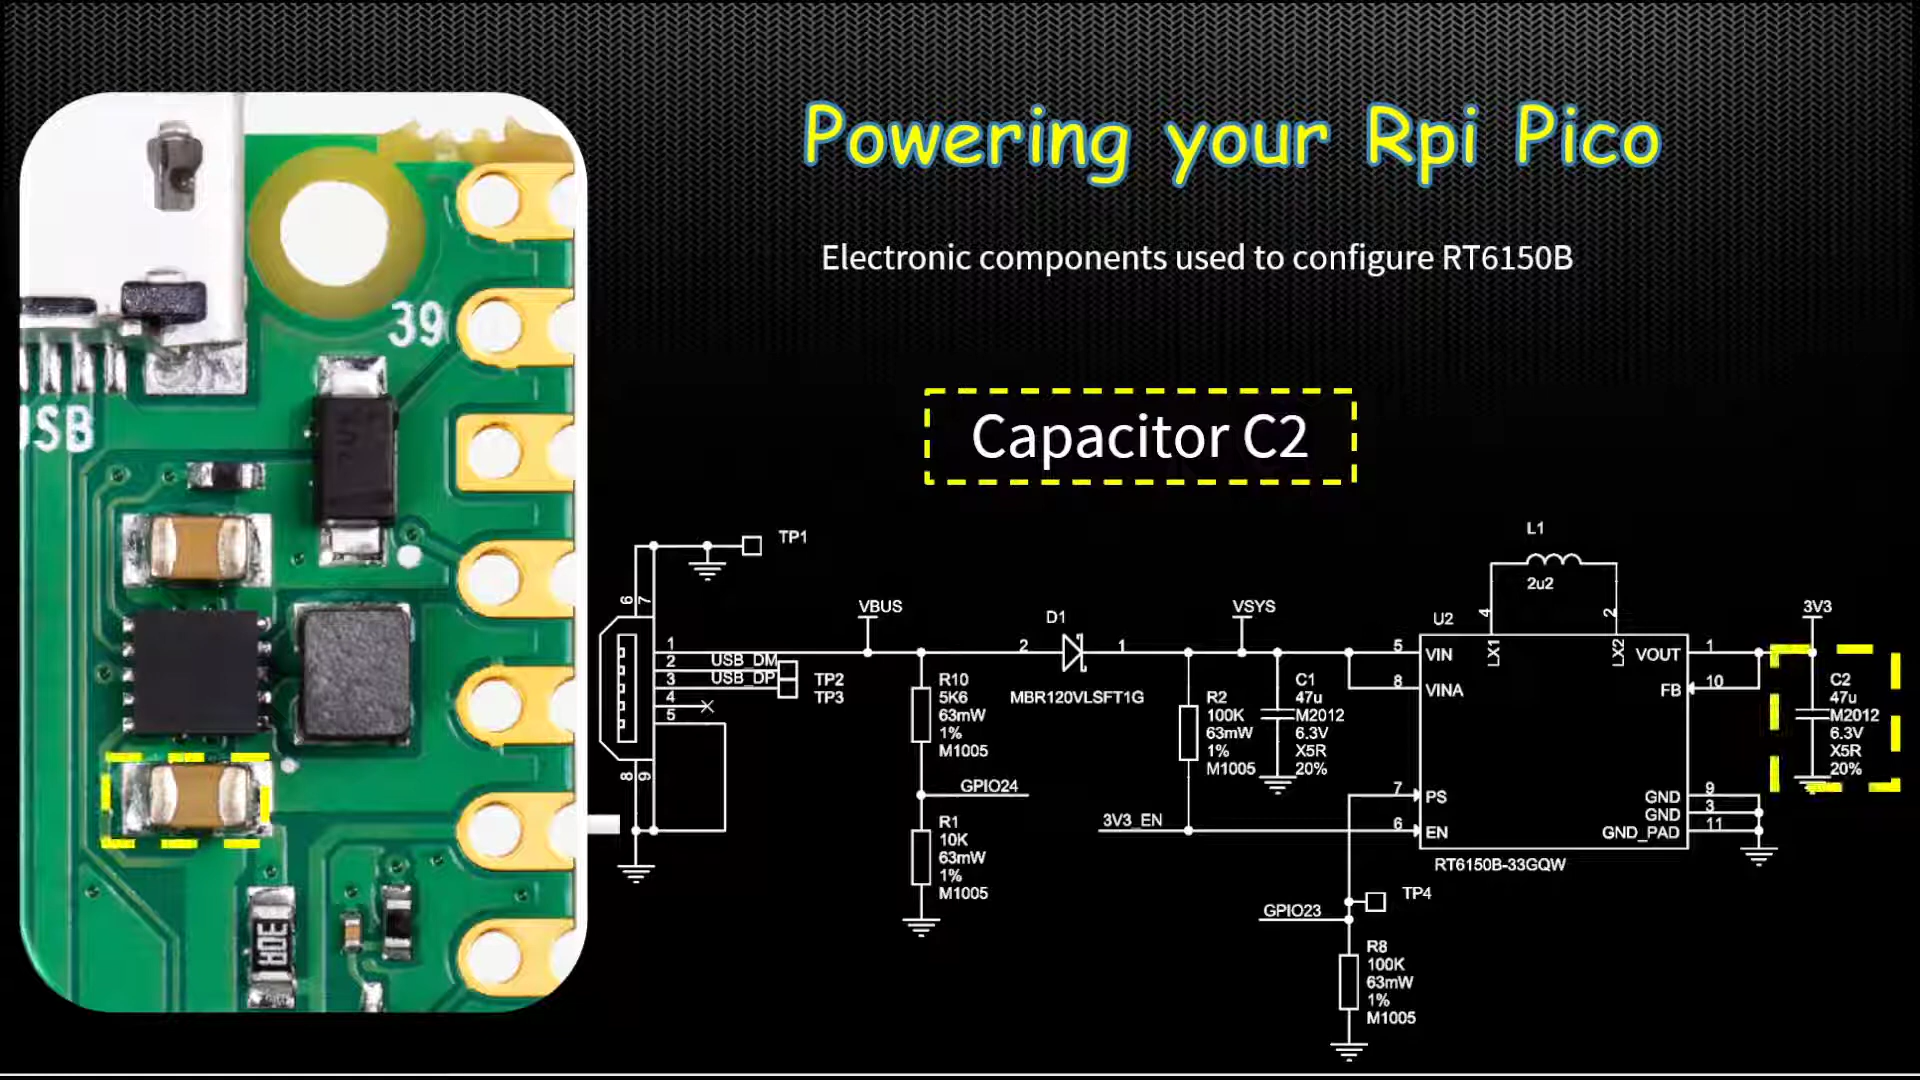 Powering your Rpi Pico
Electronic components used to configure RT6150B
Capacitor C2
39
USB
TP1
6
7
1
2
3
4
5
8
9
USB_DM
USB_DP
TP2
TP3
VBUS
R10
5K6
63mW
1%
M1005
GPIO24
R1
10K
63mW
1%
M1005
D1
2
1
MBR120VLSFT1G
VSYS
R2
100K
63mW
1%
M1005
C1
47u
M2012
6.3V
X5R
20%
3V3_EN
L1
2u2
U2
4
2
LX1
LX2
5
VIN
8
VINA
7
PS
6
EN
VOUT
1
FB
10
GND
9
GND
3
GND_PAD
11
RT6150B-33GQW
3V3
C2
47u
M2012
6.3V
X5R
20%
TP4
GPIO23
R8
100K
63mW
1%
M1005